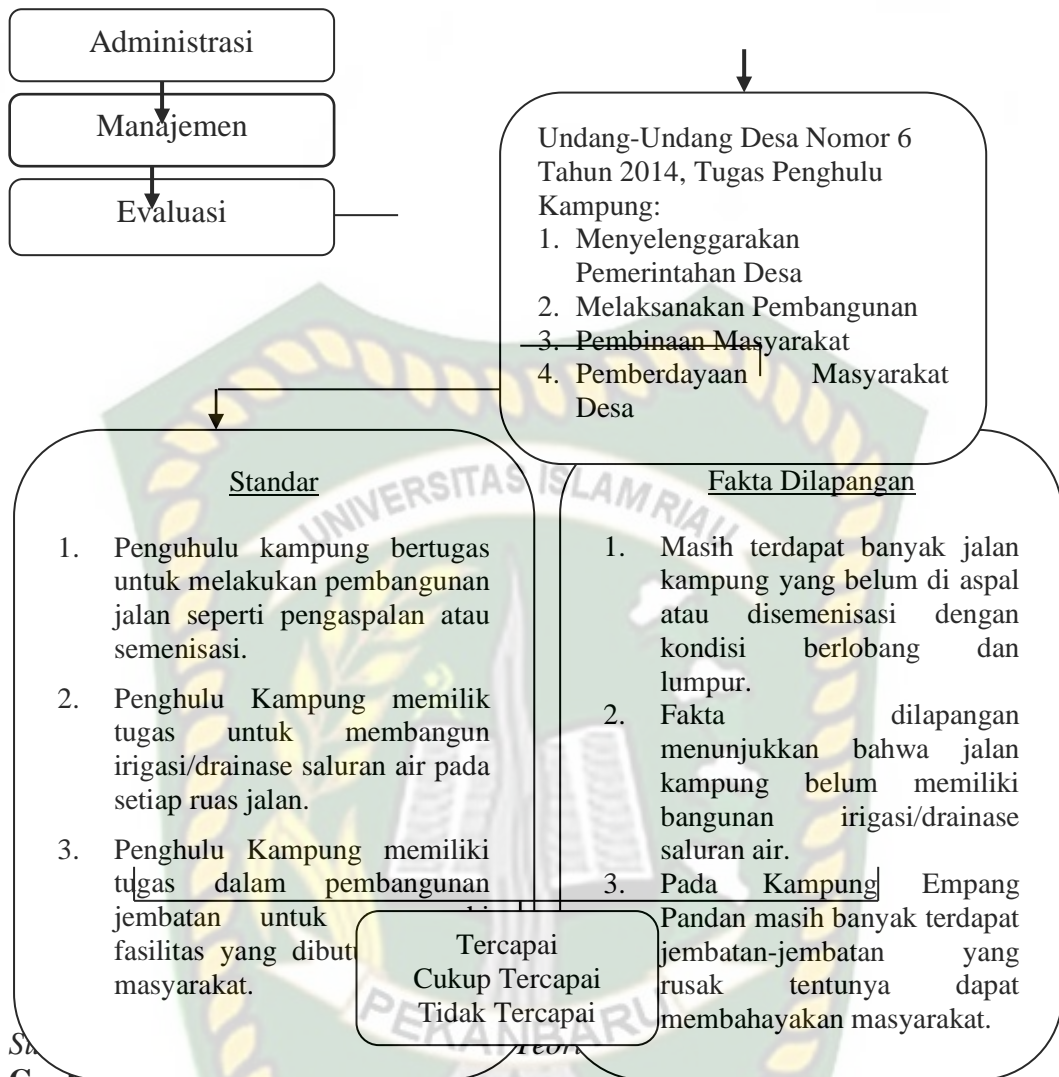 Administrasi
Manajemen
Evaluasi
Undang-Undang Desa Nomor 6
Tahun 2014, Tugas Penghulu
Kampung:
1. Menyelenggarakan
Pemerintahan Desa
2. Melaksanakan Pembangunan
3. Pembinaan Masyarakat
4. Pemberdayaan Masyarakat
Desa
Standar
1. Penguhulu kampung bertugas
untuk melakukan pembangunan
jalan seperti pengaspalan atau
semenisasi.
2. Penghulu Kampung memilik
tugas untuk membangun
irigasi/drainase saluran air pada
setiap ruas jalan.
3. Penghulu Kampung memiliki
tugas dalam pembangunan
jembatan untuk
fasilitas yang
masyarakat.
Fakta Dilapangan
1. Masih terdapat banyak jalan
kampung yang belum di aspal
atau disemenisasi dengan
kondisi berlobang dan
lumpur.
2. Fakta dilapangan
menunjukkan bahwa jalan
kampung belum memiliki
bangunan irigasi/drainase
saluran air.
3. Pada Kampung Empang
Pandan masih banyak terdapat
jembatan-jembatan yang
rusak tentunya dapat
membahayakan masyarakat.
Tercapai
Cukup Tercapai
Tidak Tercapai
UNIVERSITAS ISLAM RIAU
PEKANBARU